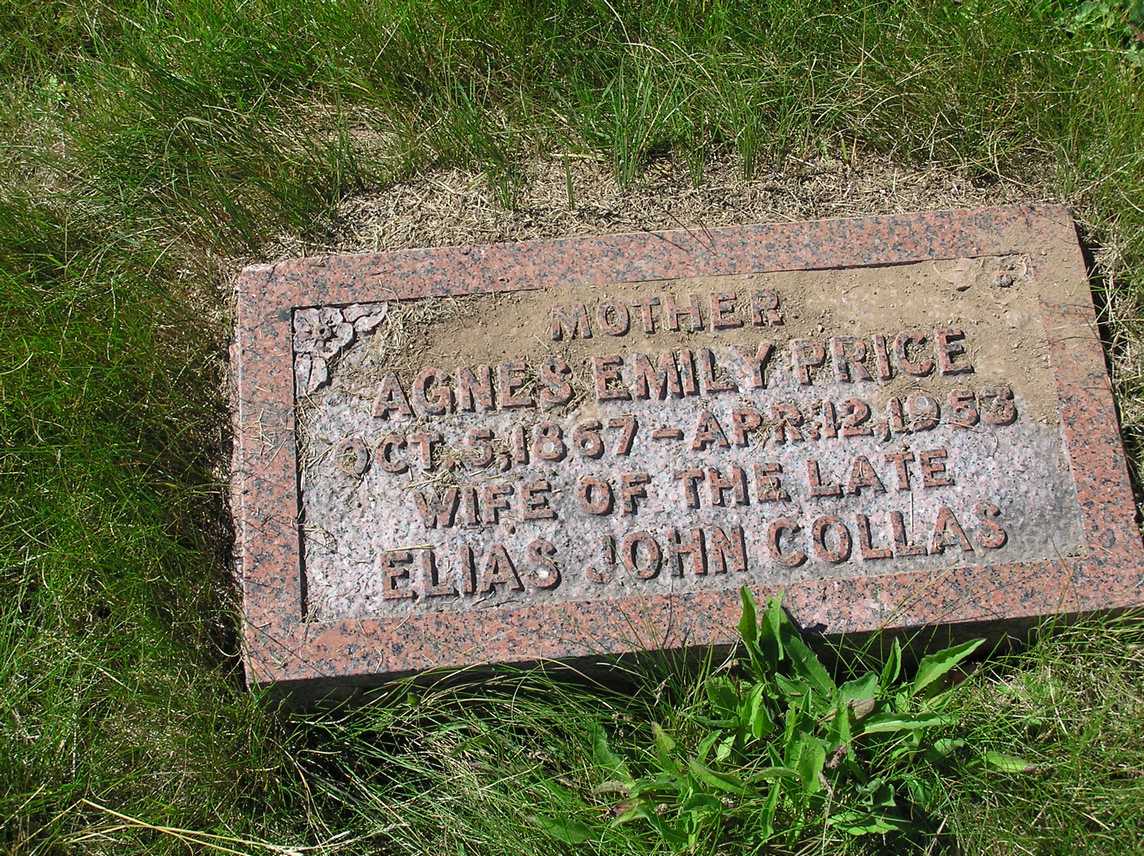 MOTHER
AGNES EMILY PRICE
OCT. 5, 1867 - APR. 12, 1953
WIFE OF THE LATE
ELIAS JOHN COLLAS